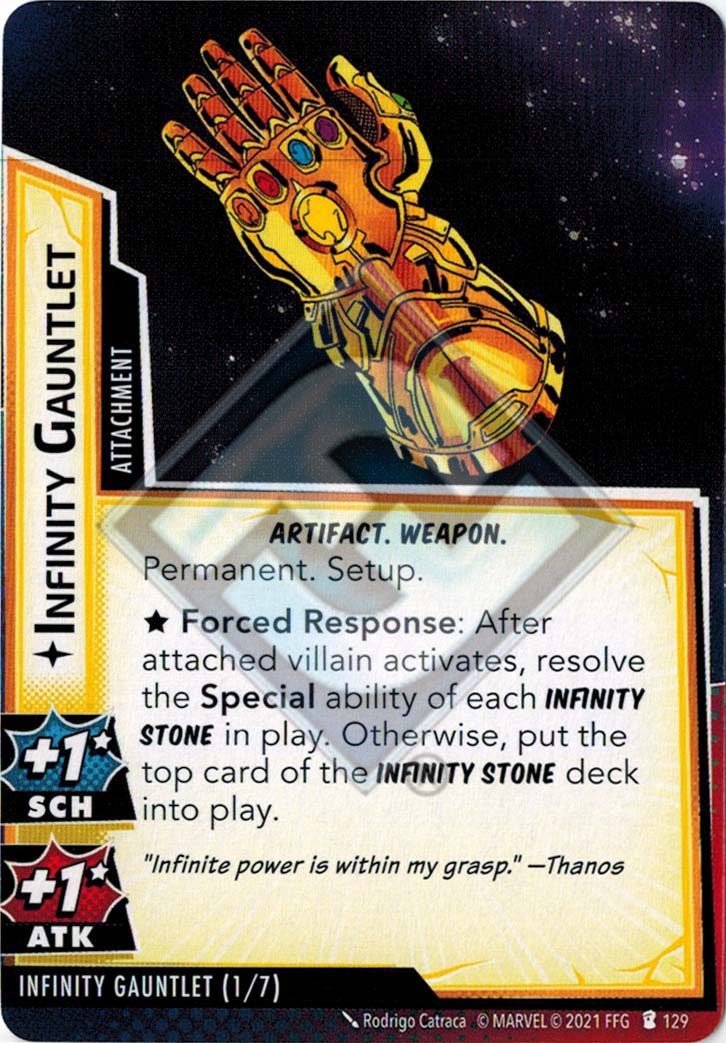 INFINITY GAUNTLET
ATTACHMENT
ARTIFACT. WEAPON.
Permanent. Setup.
★ Forced Response: After
attached villain activates, resolve
the Special ability of each INFINITY
STONE in play. Otherwise, put the
top card of the INFINITY STONE deck
into play.
"Infinite power is within my grasp." —Thanos
+1★
SCH
+1★
ATK
INFINITY GAUNTLET (1/7)
Rodrigo Catraca © MARVEL © 2021 FFG 129